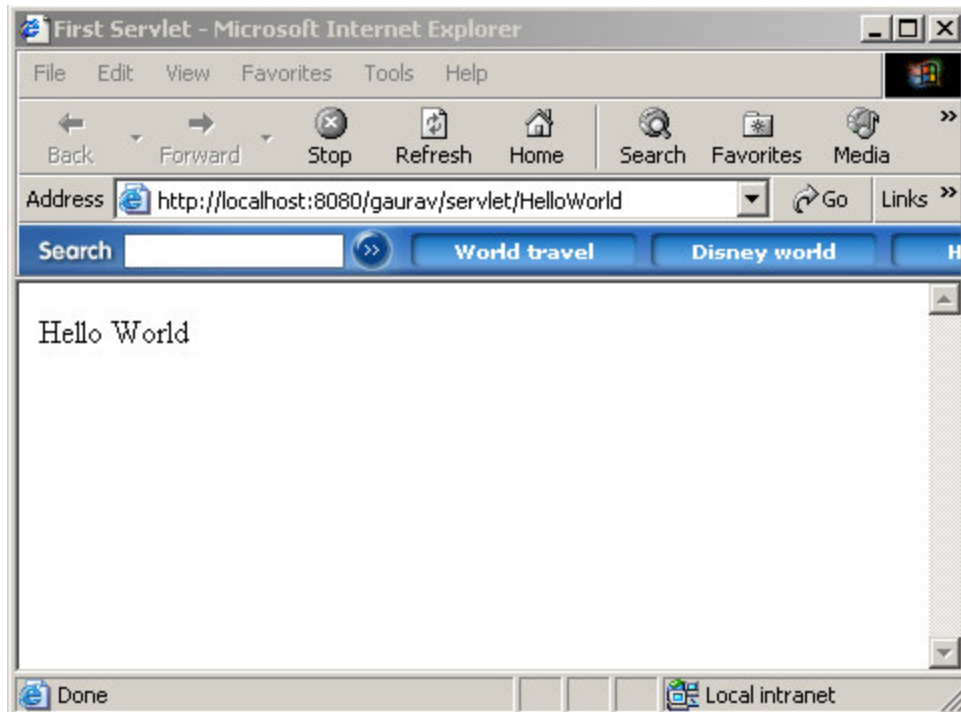 First Servlet - Microsoft Internet Explorer
File Edit View Favorites Tools Help
Back Forward Stop Refresh Home Search Favorites Media »
Address http://localhost:8080/gaurav/servlet/HelloWorld Go Links »
Search World travel Disney world H
Hello World
Done Local intranet